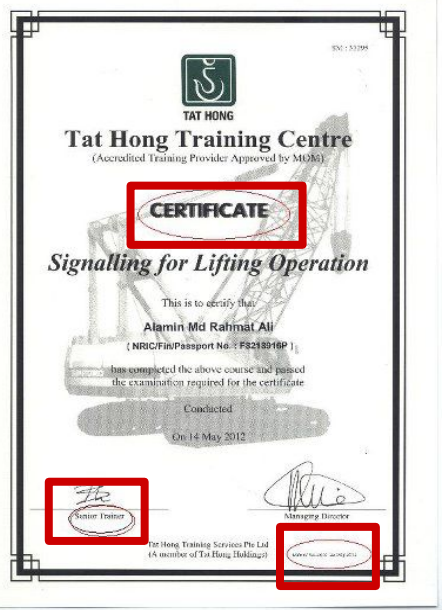 SM : 33295
TAT HONG
Tat Hong Training Centre
(Accredited Training Provider Approved by MOM)
CERTIFICATE
Signalling for Lifting Operation
This is to certify that
Alamin Md Rahmat Ali
( NRIC/Fin/Passport No. : F8218916P )
has completed the above course and passed
the examination required for the certificate
Conducted
On 14 May 2012
Senior Trainer
Managing Director
Tat Hong Training Services Pte Ltd
(A member of Tat Hong Holdings)